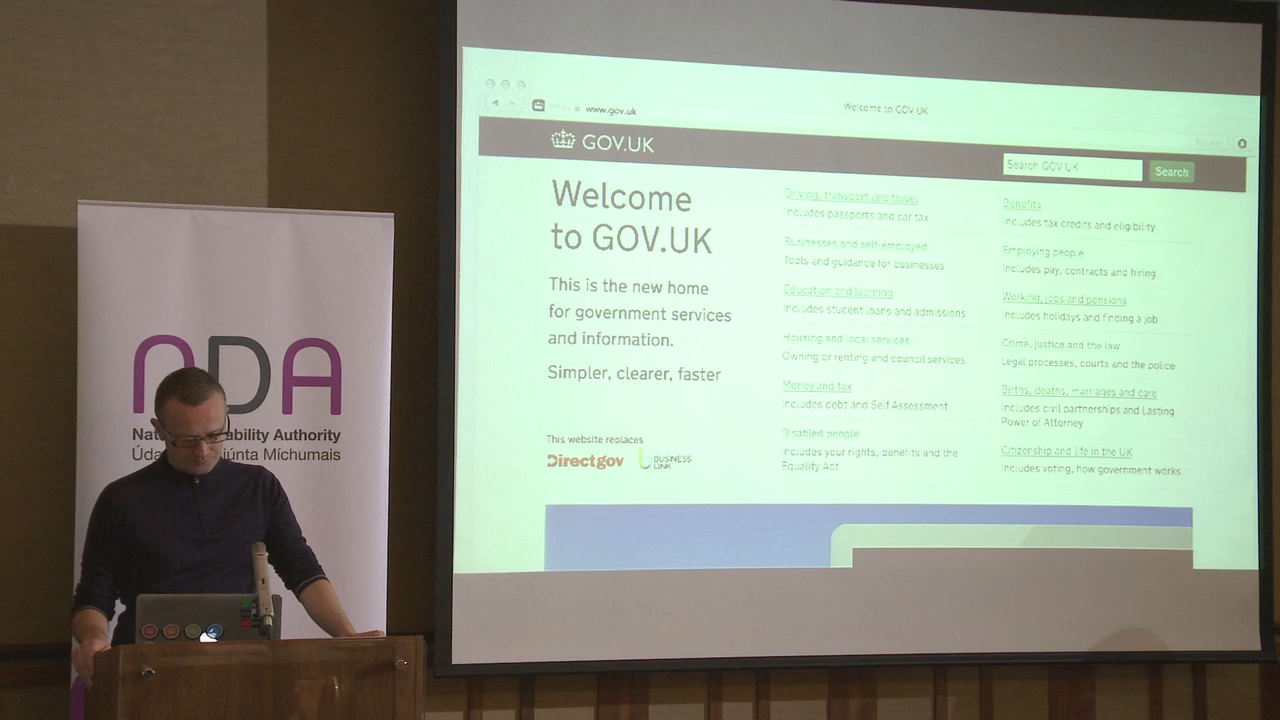 NDA
Nat ability Authority
Úda iúnta Míchumais
www.gov.uk
Welcome to GOV.UK
GOV.UK
Search GOV.UK
Search
Welcome
to GOV.UK
This is the new home
for government services
and information.
Simpler, clearer, faster
This website replaces
Directgov
BUSINESS
LINK
Driving, transport and travel
Includes passports and car tax
Businesses and self-employed
Tools and guidance for businesses
Education and learning
Includes student loans and admissions
Housing and local services
Owning or renting and council services
Money and tax
Includes debt and Self Assessment
Disabled people
Includes your rights, benefits and the
Equality Act
Benefits
Includes tax credits and eligibility
Employing people
Includes pay, contracts and hiring
Working, jobs and pensions
Includes holidays and finding a job
Crime, justice and the law
Legal processes, courts and the police
Births, deaths, marriages and care
Includes civil partnerships and Lasting
Power of Attorney
Citizenship and life in the UK
Includes voting, how government works